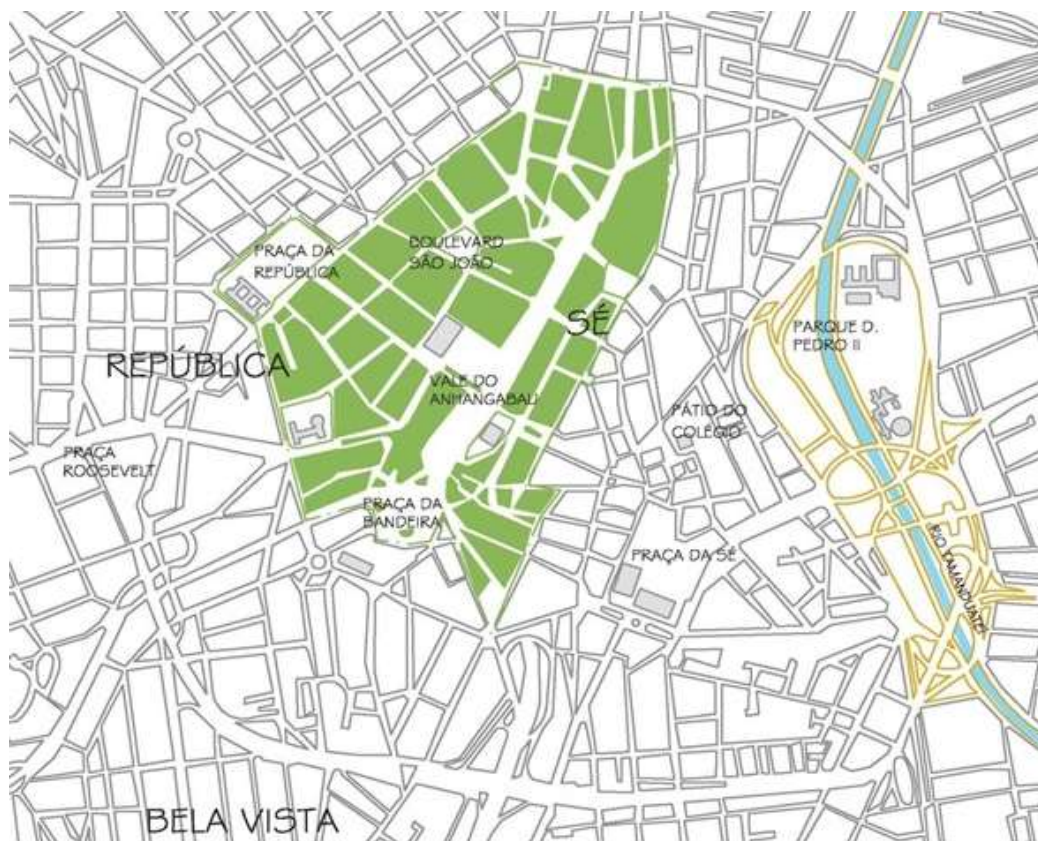 PRAÇA DA
REPÚBLICA
BOULEVARD
SÃO JOÃO
SÉ
PARQUE D.
PEDRO II
REPÚBLICA
VALE DO
ANHANGABAÚ
PÁTIO DO
COLÉGIO
PRAÇA
ROOSEVELT
PRAÇA DA
BANDEIRA
PRAÇA DA SÉ
RIO TAMANDUATEÍ
BELA VISTA